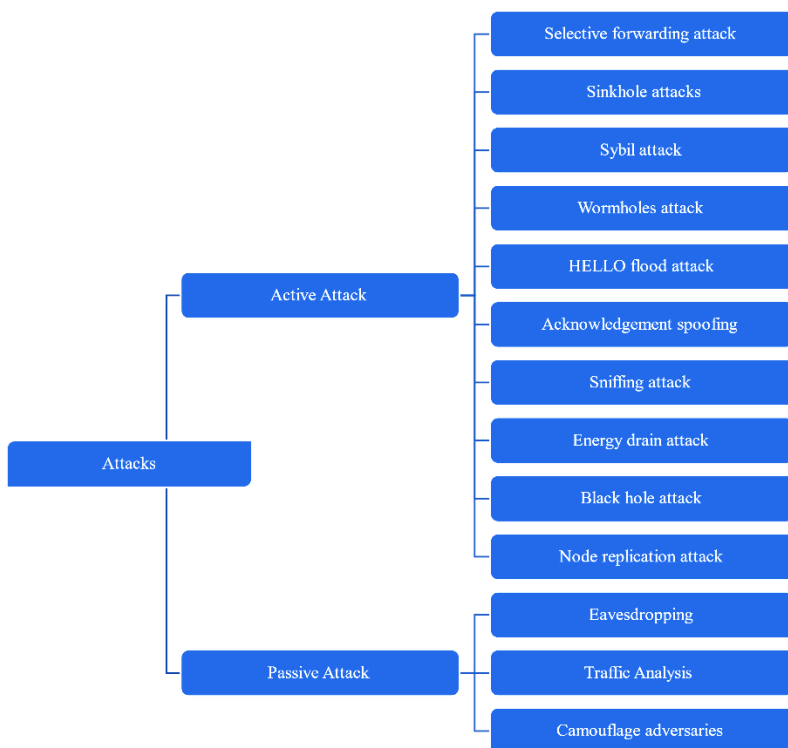 Selective forwarding attack
Sinkhole attacks
Sybil attack
Wormholes attack
HELLO flood attack
Active Attack
Acknowledgement spoofing
Sniffing attack
Energy drain attack
Attacks
Black hole attack
Node replication attack
Eavesdropping
Passive Attack
Traffic Analysis
Camouflage adversaries